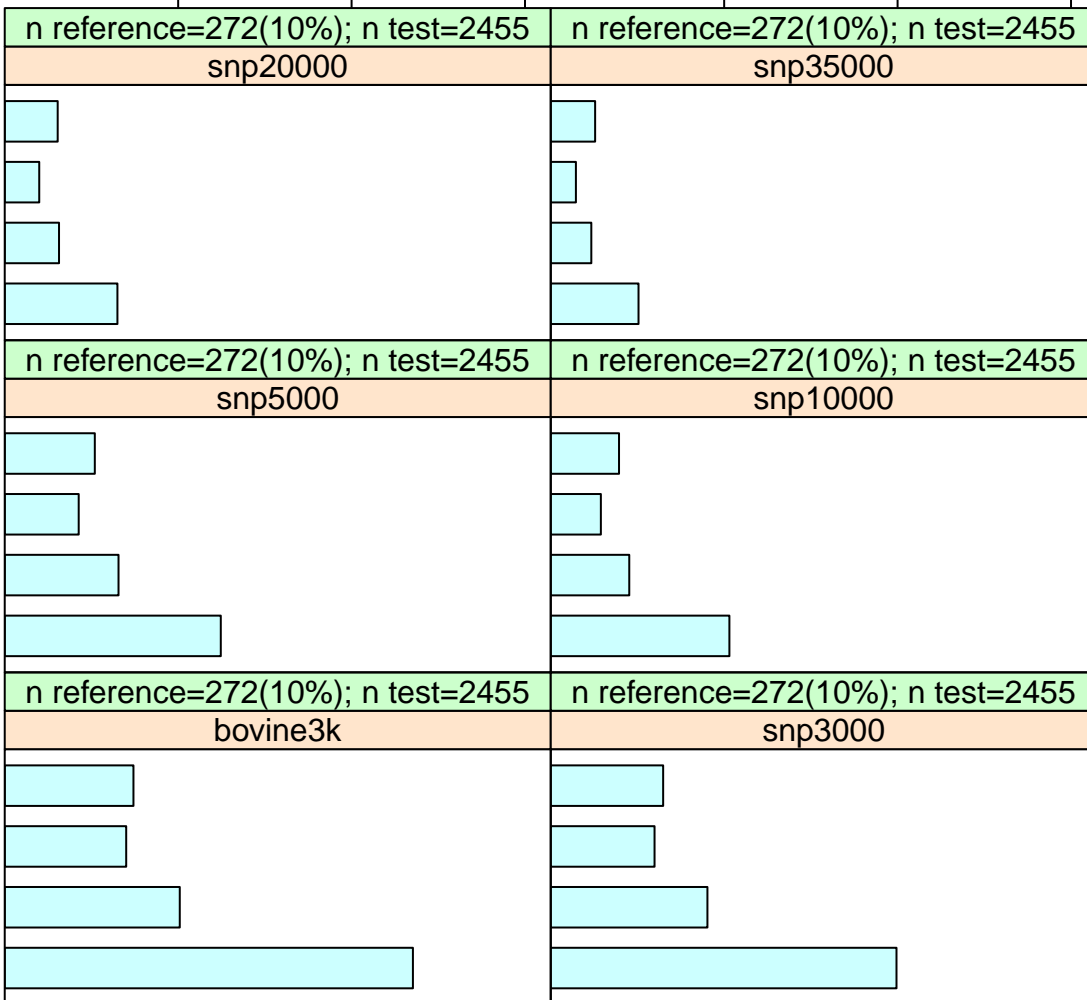 n reference=272(10%); n test=2455
n reference=272(10%); n test=2455
snp20000
snp35000
n reference=272(10%); n test=2455
n reference=272(10%); n test=2455
snp5000
snp10000
n reference=272(10%); n test=2455
n reference=272(10%); n test=2455
bovine3k
snp3000